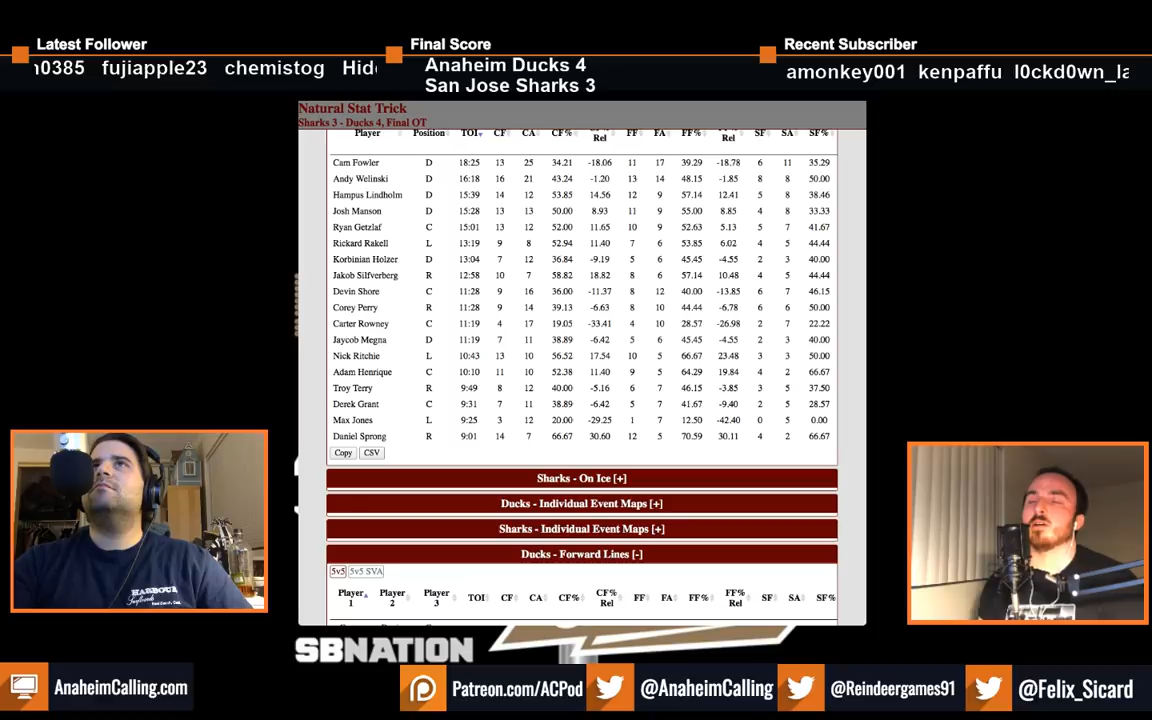 Latest Follower
fujiapple23 chemistog
Final Score
Anaheim Ducks 4
San Jose Sharks 3
Recent Subscriber
amonkey001 kenpaffu
Natural Stat Trick
Sharks 3 - Ducks 4, Final OT
Player Position TOI CF CA CF% CF% Rel FF FA FF% FF% Rel SF SA SF%
Cam Fowler D 18:25 13 25 34.21 -18.06 11 17 39.29 -18.78 6 11 35.29
Andy Welinski D 16:18 16 21 43.24 -1.20 13 14 48.15 -1.85 8 8 50.00
Hampus Lindholm D 15:39 14 12 53.85 14.56 12 9 57.14 12.41 5 8 38.46
Josh Manson D 15:28 13 13 50.00 8.93 11 9 55.00 8.85 4 8 33.33
Ryan Getzlaf C 15:01 13 12 52.00 11.65 10 9 52.63 5.13 5 7 41.67
Rickard Rakell L 13:19 9 8 52.94 11.40 7 6 53.85 6.02 4 5 44.44
Korbinian Holzer D 13:04 7 12 36.84 -9.19 5 6 45.45 -4.55 2 3 40.00
Jakob Silfverberg R 12:58 10 7 58.82 18.82 8 6 57.14 10.48 4 5 44.44
Devin Shore C 11:28 9 16 36.00 -11.37 8 12 40.00 -13.85 6 7 46.15
Corey Perry R 11:28 9 14 39.13 -6.63 8 10 44.44 -6.78 6 6 50.00
Carter Rowney C 11:19 4 17 19.05 -33.41 4 10 28.57 -26.98 2 7 22.22
Jaycob Megna D 11:19 7 11 38.89 -6.42 5 6 45.45 -4.55 2 3 40.00
Nick Ritchie L 10:43 13 10 56.52 17.54 10 5 66.67 23.48 3 3 50.00
Adam Henrique C 10:10 11 10 52.38 11.40 9 5 64.29 19.84 4 2 66.67
Troy Terry R 9:49 8 12 40.00 -5.16 6 7 46.15 -3.85 3 5 37.50
Derek Grant C 9:31 7 11 38.89 -6.42 5 7 41.67 -9.40 2 5 28.57
Max Jones L 9:25 3 12 20.00 -29.25 1 7 12.50 -42.40 0 5 0.00
Daniel Sprong R 9:01 14 7 66.67 30.60 12 5 70.59 30.11 4 2 66.67
Copy CSV
Sharks - On Ice [+]
Ducks - Individual Event Maps [+]
Sharks - Individual Event Maps [+]
Ducks - Forward Lines [-]
5v5 5v5 SVA
Player 1 Player 2 Player 3 TOI CF CA CF% CF% Rel FF FA FF% FF% Rel SF SA SF%
HARBOUR
SBNATION
AnaheimCalling.com
Patreon.com/ACPod
@AnaheimCalling
@Reindeergames91
@Felix_Sicard